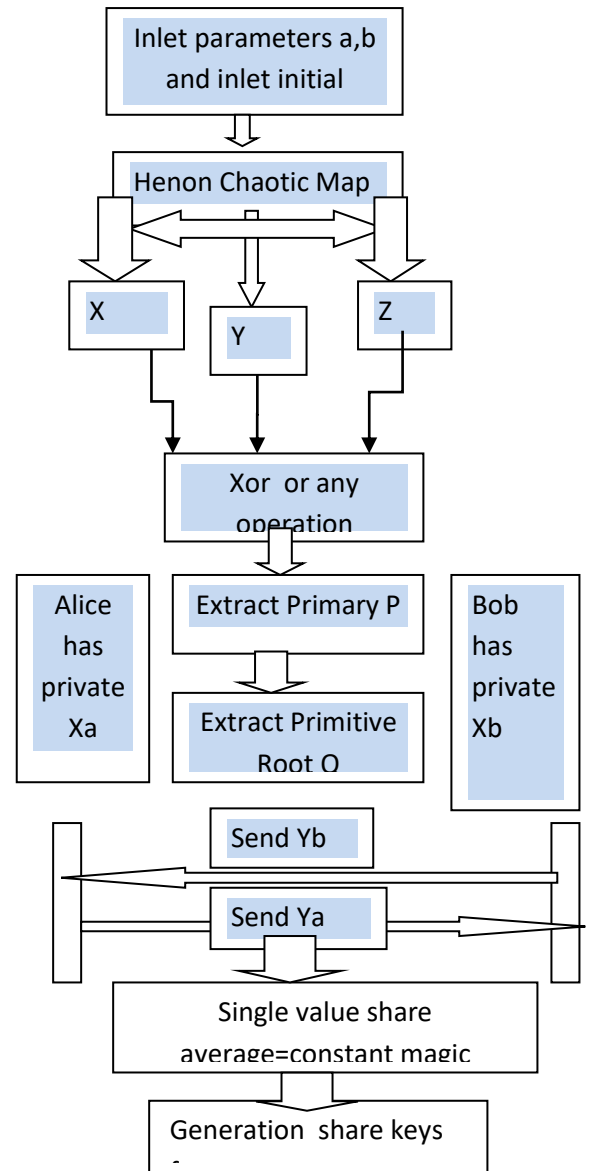 Inlet parameters a,b
and inlet initial
Henon Chaotic Map
X
Y
Z
Xor or any
operation
Alice
has
private
Xa
Extract Primary P
Bob
has
private
Xb
Extract Primitive
Root
Send Yb
Send Ya
Single value share
average=constant magic
Generation share keys